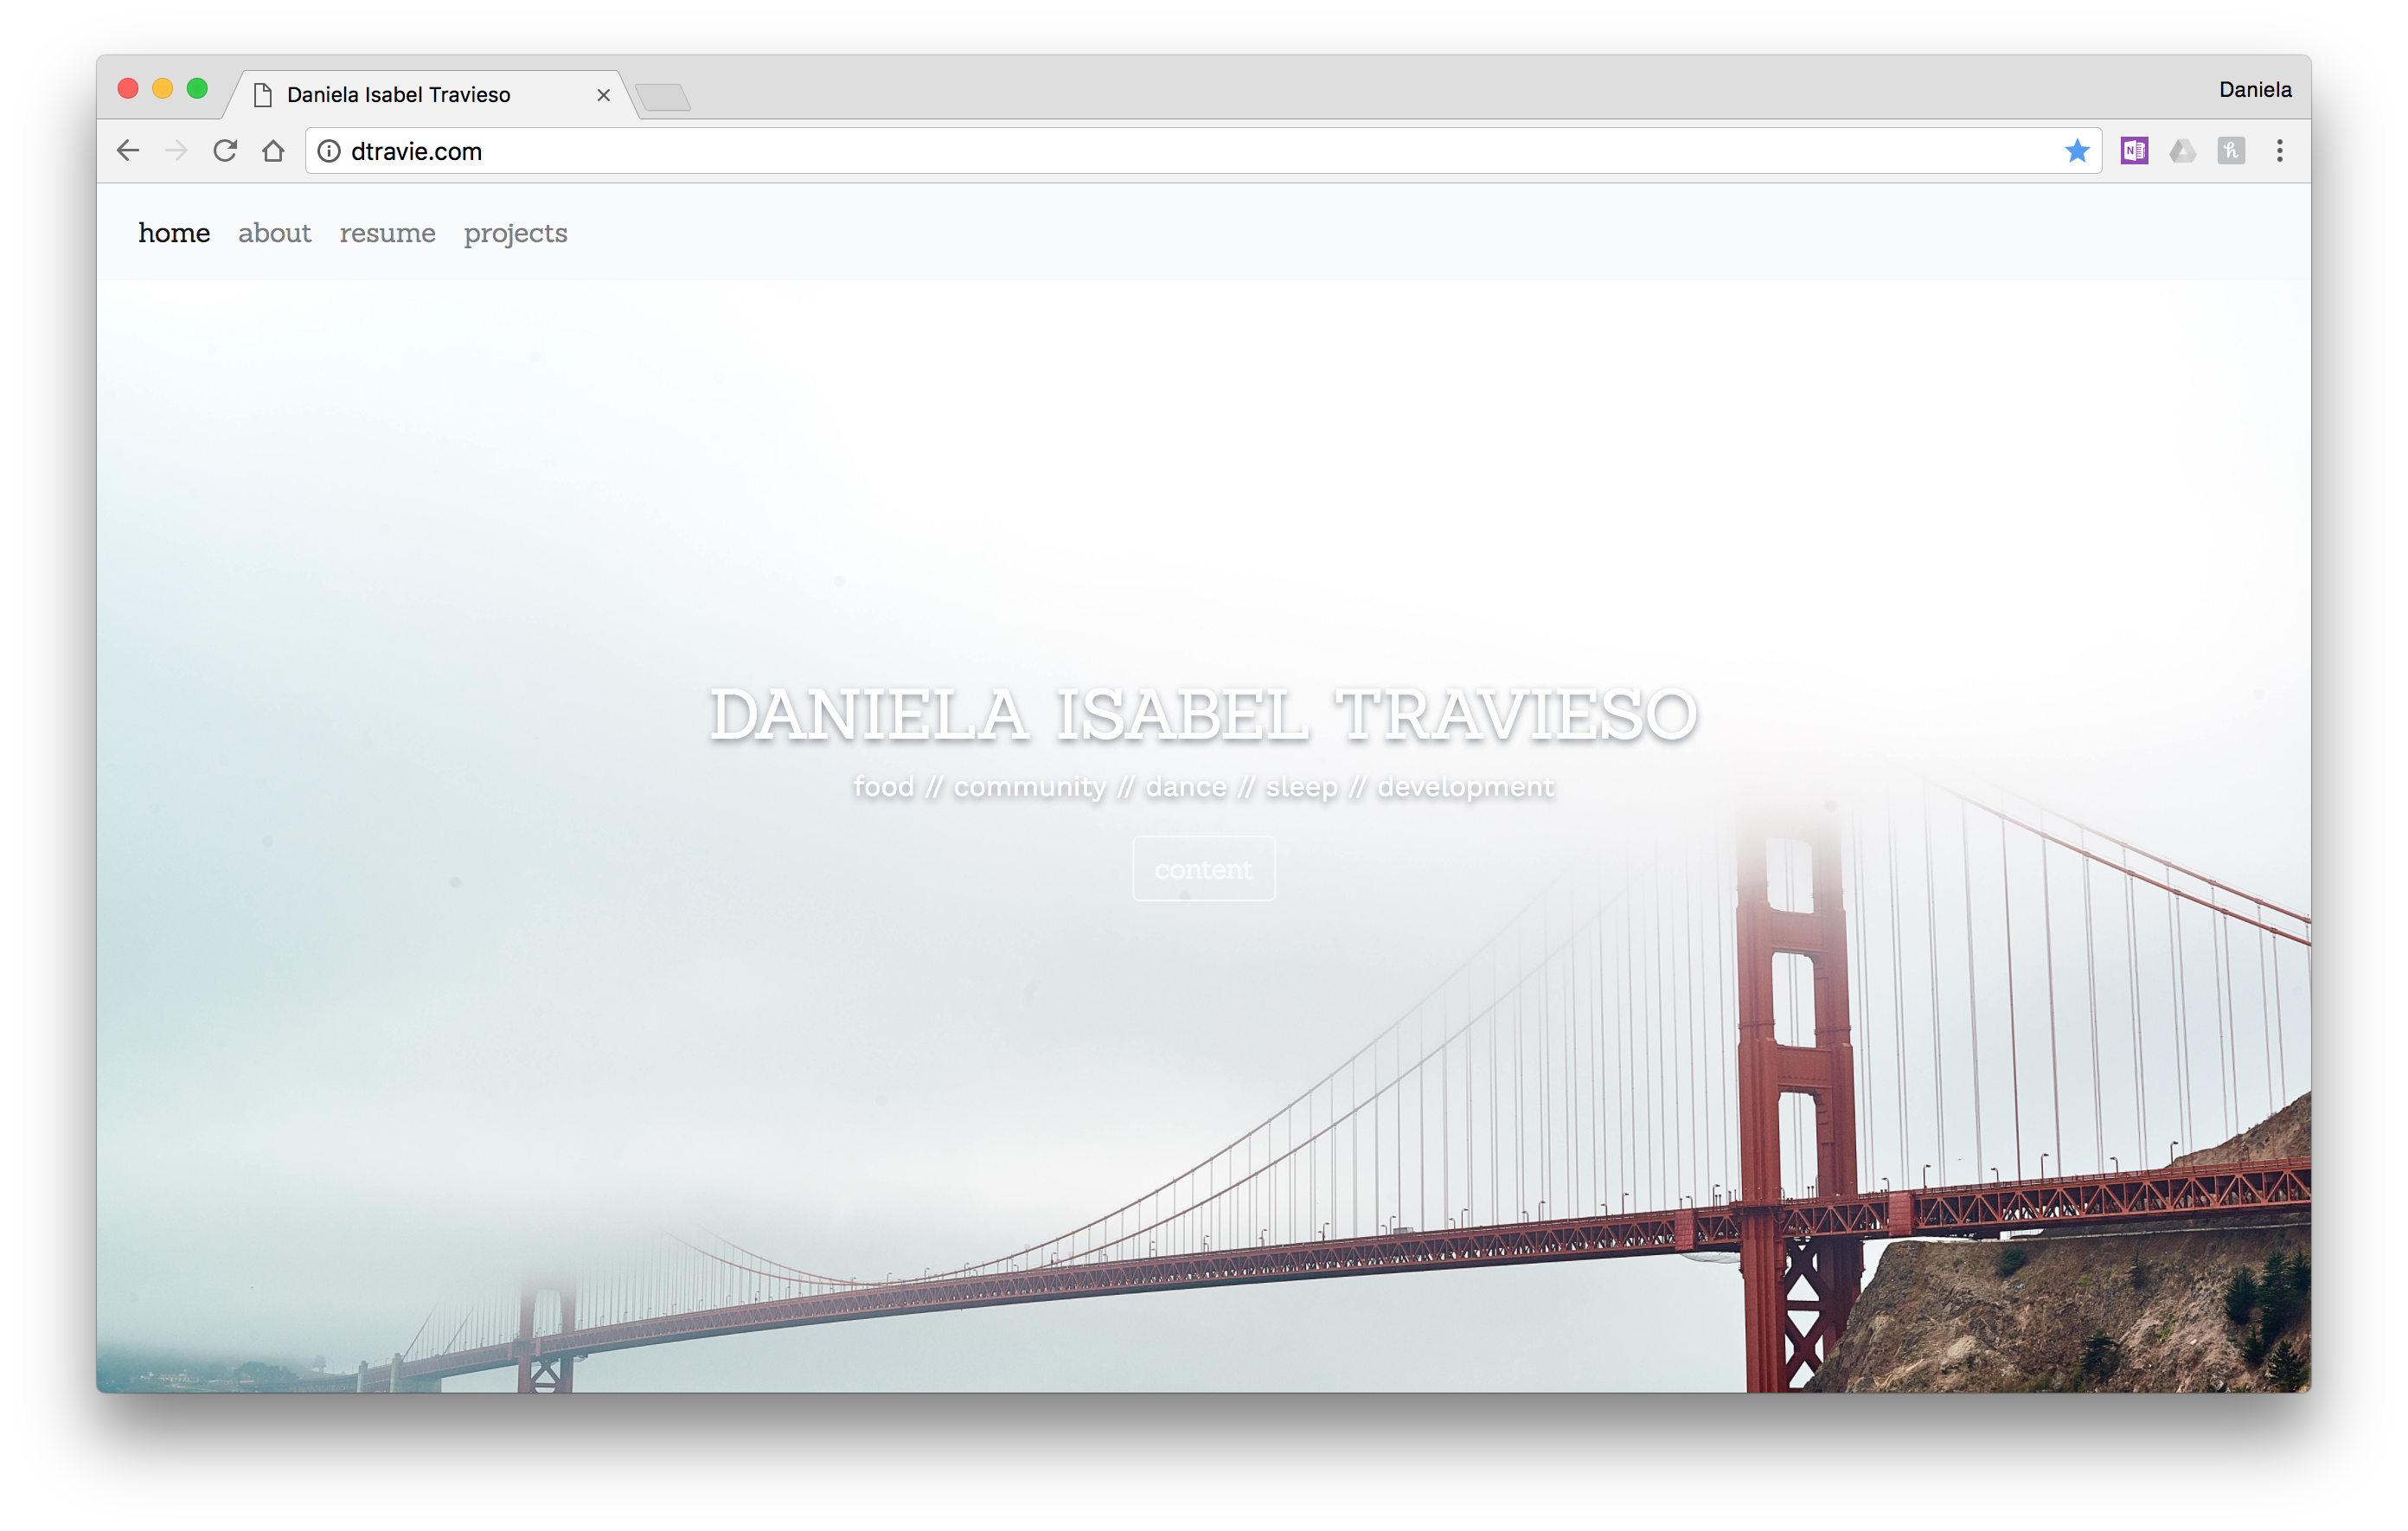 Daniela Isabel Travieso
Daniela
dtravie.com
home about resume projects
DANIELA ISABEL TRAVIESO
food // community // dance // sleep // development
content